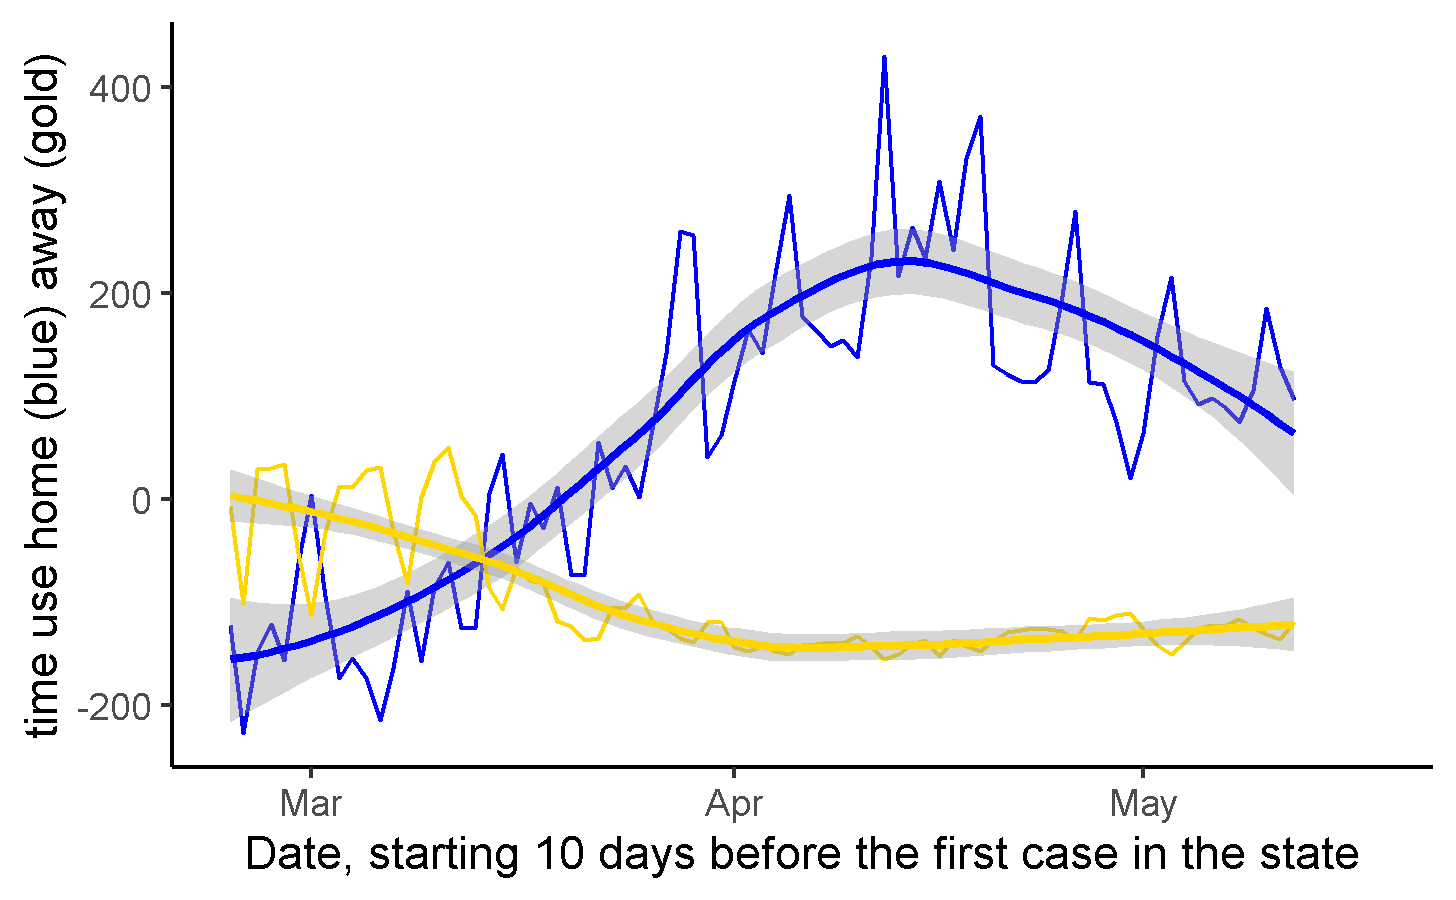 time use home (blue) away (gold)
400
200
0
-200
Mar
Apr
May
Date, starting 10 days before the first case in the state